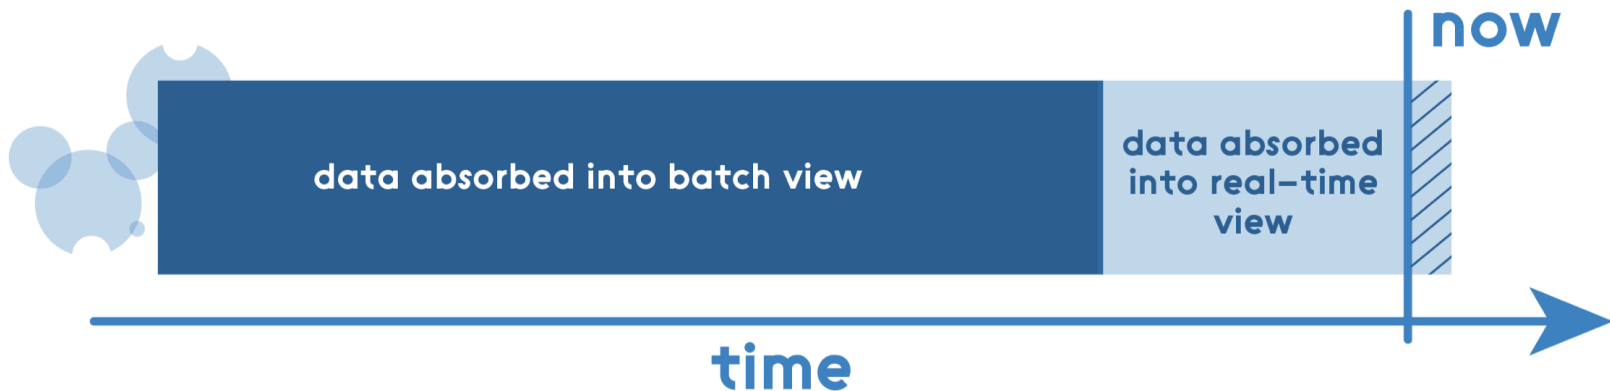 now
data absorbed into batch view
data absorbed
into real-time
view
time